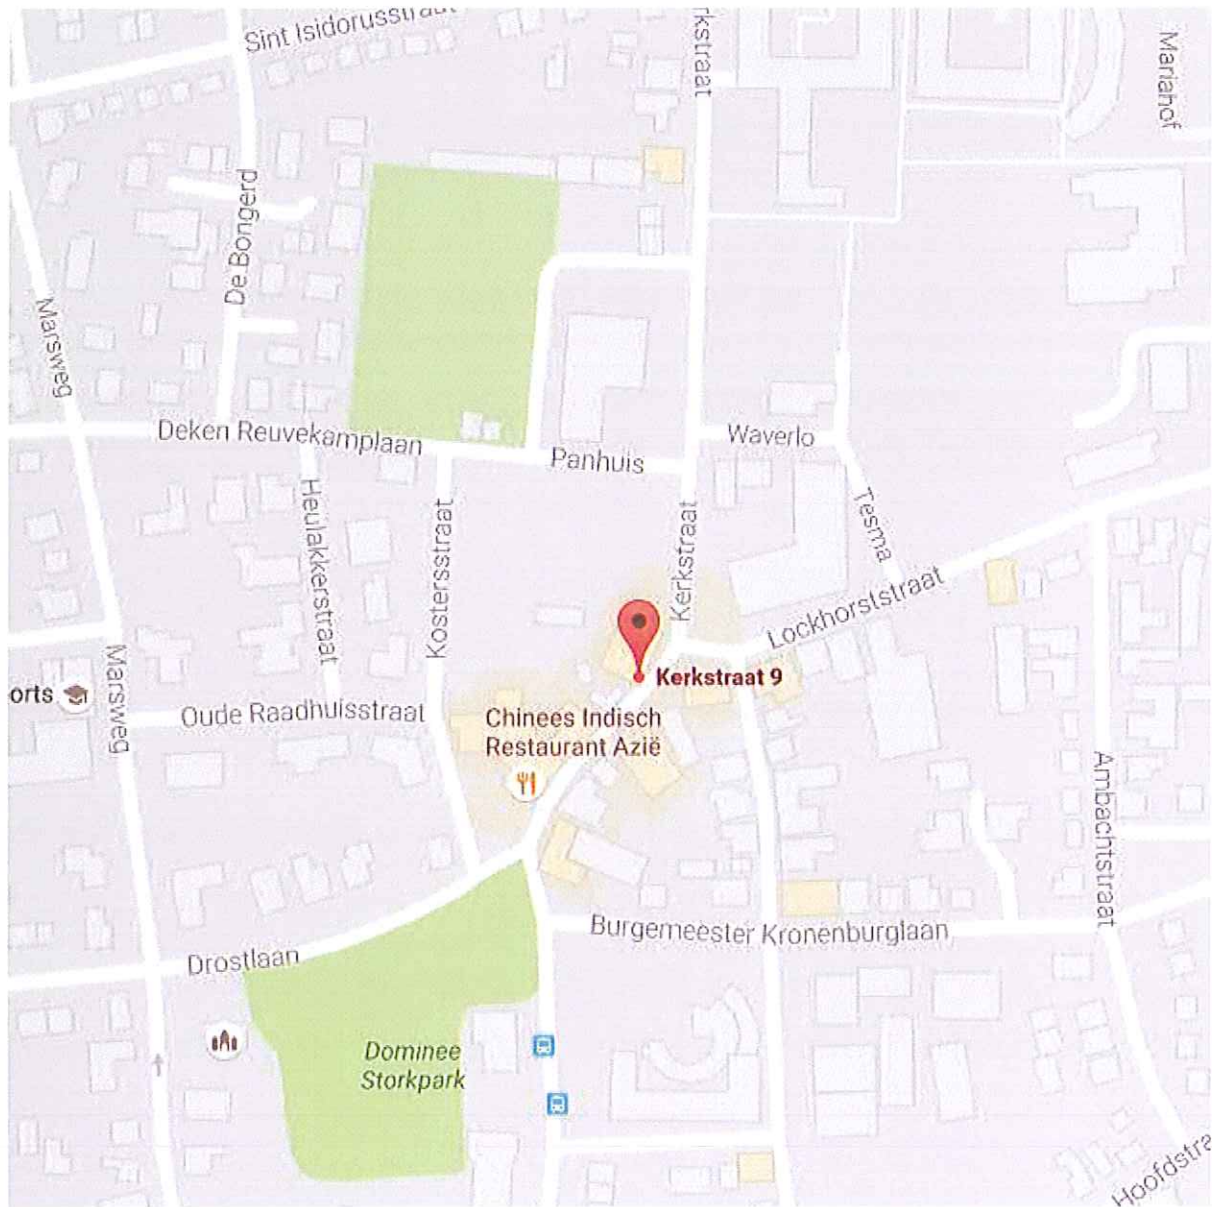 Sint Isidorusstraat
rkstraat
Mariahof
De Bongerd
Marsweg
Deken Reuvekamplaan
Panhuis
Waverlo
Heulakkerstraat
Kostersstraat
Kerkstraat
Tesma
Lockhorststraat
Marsweg
orts
Kerkstraat 9
Oude Raadhuisstraat
Chinees Indisch
Restaurant Azië
Ambachtstraat
Burgemeester Kronenburglaan
Drostlaan
Dominee
Storkpark
Hoofdstra